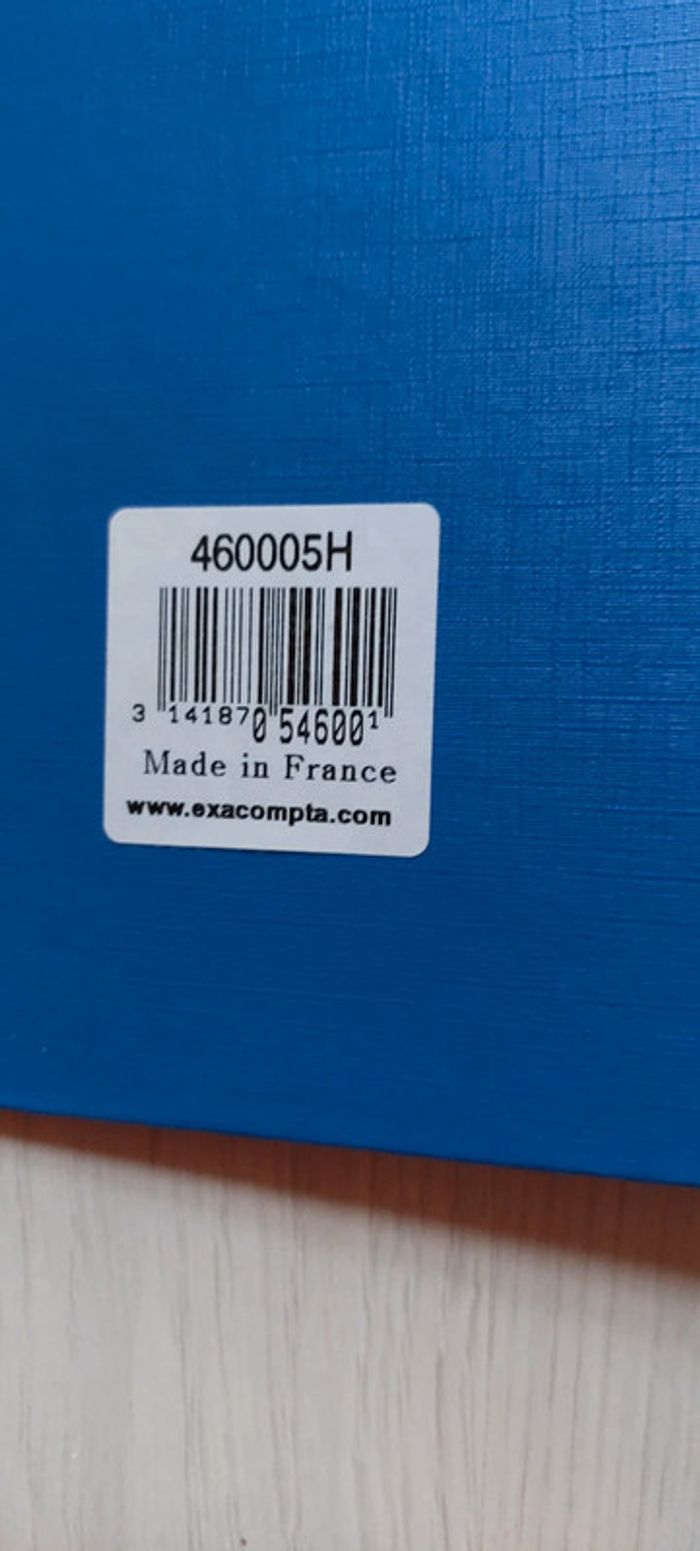 460005H
3 141870 546001
Made in France
www.exacompta.com